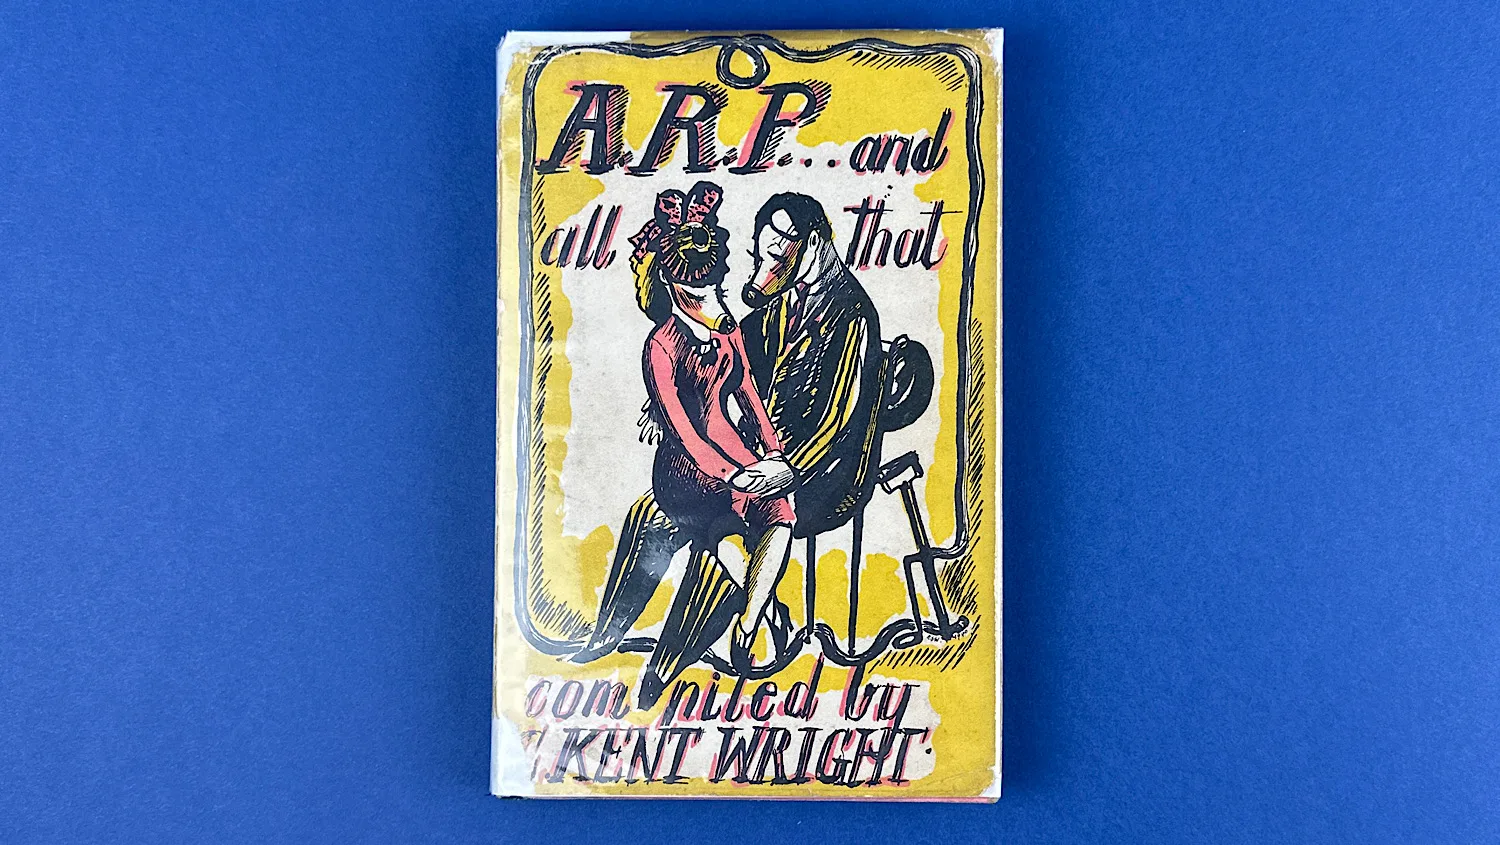 A.R.P... and
all that
compiled by
KENT WRIGHT